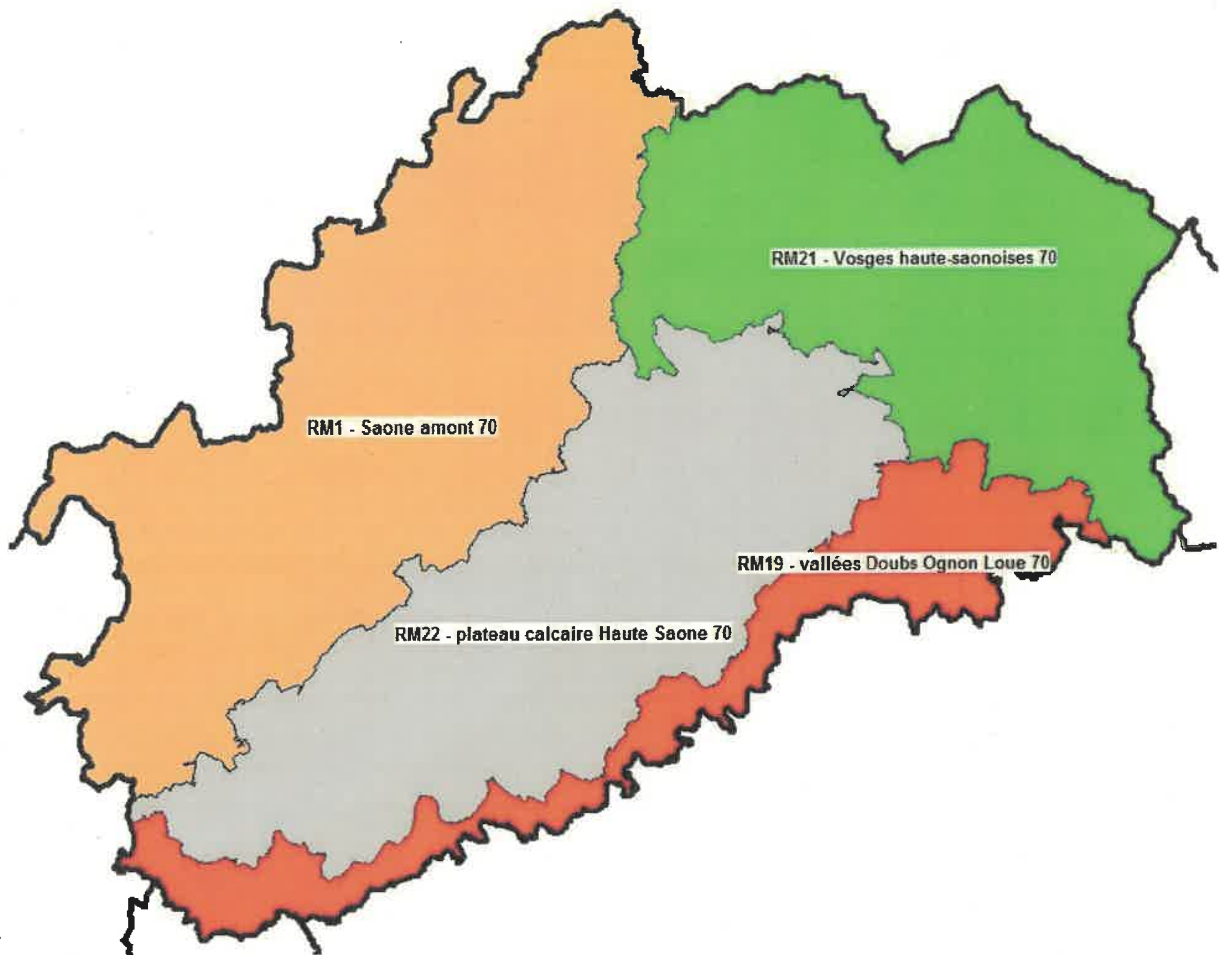 RM21 - Vosges haute-saonoises 70
RM1 - Saone amont 70
RM19 - vallées Doubs Ognon Loue 70
RM22 - plateau calcaire Haute Saone 70